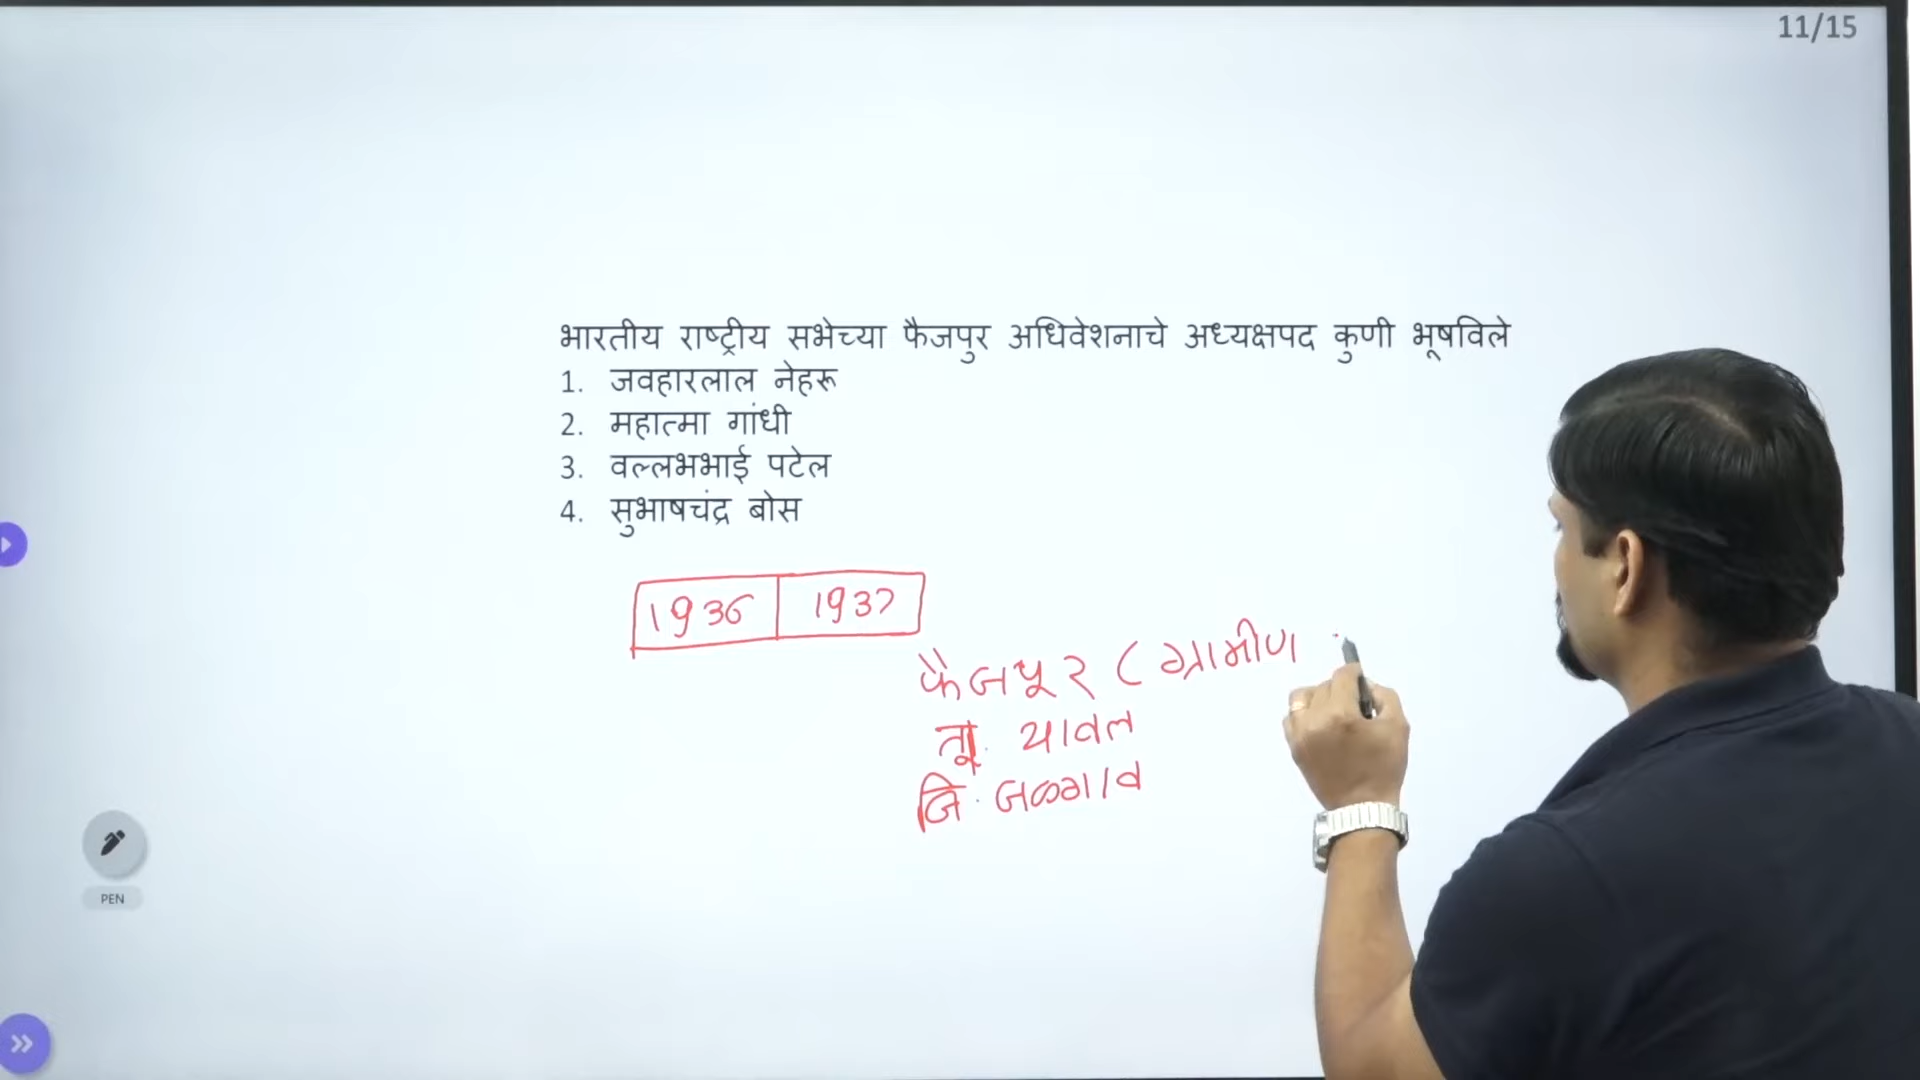 11/15
भारतीय राष्ट्रीय सभेच्या फैजपुर अधिवेशनाचे अध्यक्षपद कुणी भूषविले
1. जवहारलाल नेहरू
2. महात्मा गांधी
3. वल्लभभाई पटेल
4. सुभाषचंद्र बोस
1936 1937
फैजपूर (ग्रामीण
ता. यावल
जि. जळगाव
PEN